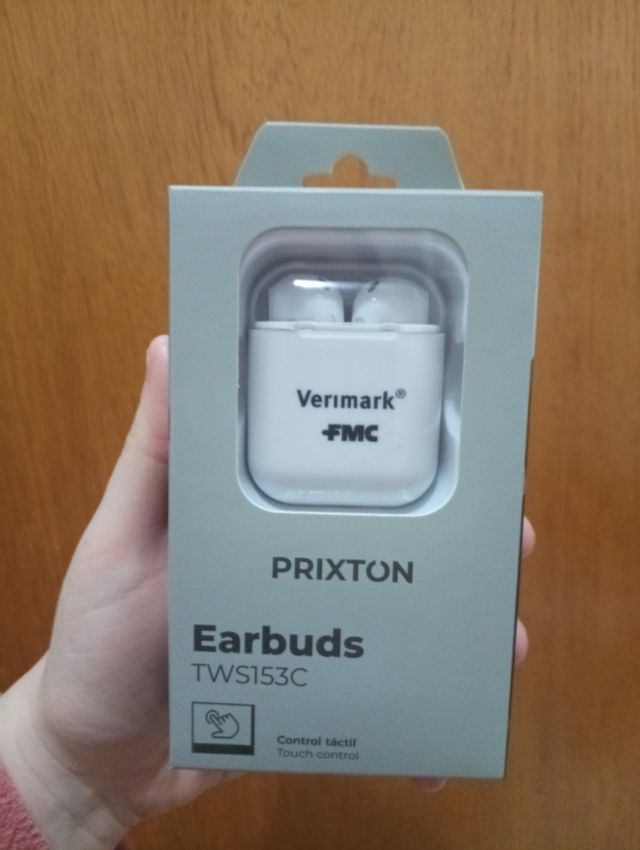 Verimark®
FMC
PRIXTON
Earbuds
TWS153C
Control táctil
Touch control